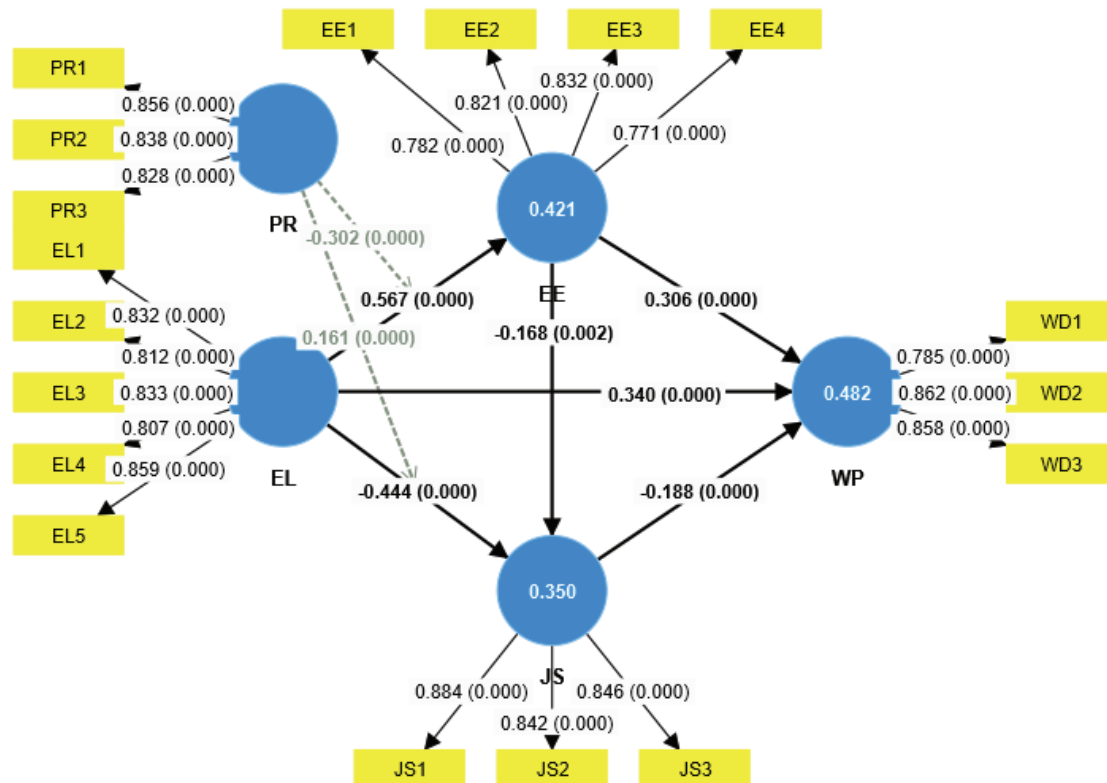 EE1
EE2
EE3
EE4
PR1
PR2
PR3
0.856 (0.000)
0.838 (0.000)
0.828 (0.000)
PR
0.782 (0.000)
0.821 (0.000)
0.832 (0.000)
0.771 (0.000)
0.421
EE
-0.302 (0.000)
0.567 (0.000)
0.161 (0.000)
-0.168 (0.002)
0.306 (0.000)
EL1
EL2
EL3
EL4
EL5
0.832 (0.000)
0.812 (0.000)
0.833 (0.000)
0.807 (0.000)
0.859 (0.000)
EL
0.340 (0.000)
-0.444 (0.000)
-0.188 (0.000)
0.482
WP
0.785 (0.000)
0.862 (0.000)
0.858 (0.000)
WD1
WD2
WD3
0.350
JS
0.884 (0.000)
0.842 (0.000)
0.846 (0.000)
JS1
JS2
JS3